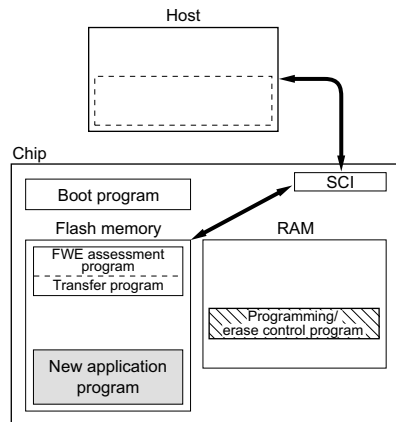 Host
Chip
SCI
Boot program
Flash memory
RAM
FWE assessment
program
Transfer program
Programming/
erase control program
New application
program